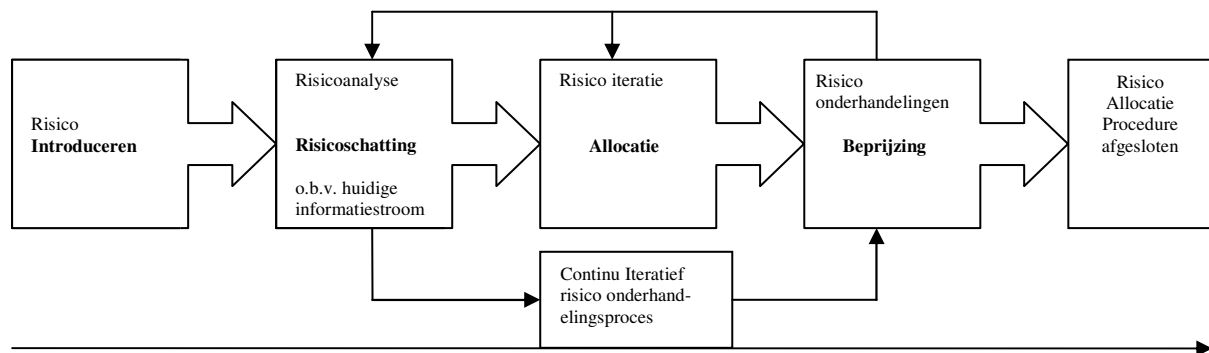 Risico
Introduceren
Risicoanalyse
Risicoschatting
o.b.v. huidige
informatiestroom
Risico iteratie
Allocatie
Risico
onderhandelingen
Beprijzing
Risico
Allocatie
Procedure
afgesloten
Continu Iteratief
risico onderhand-
elingsproces